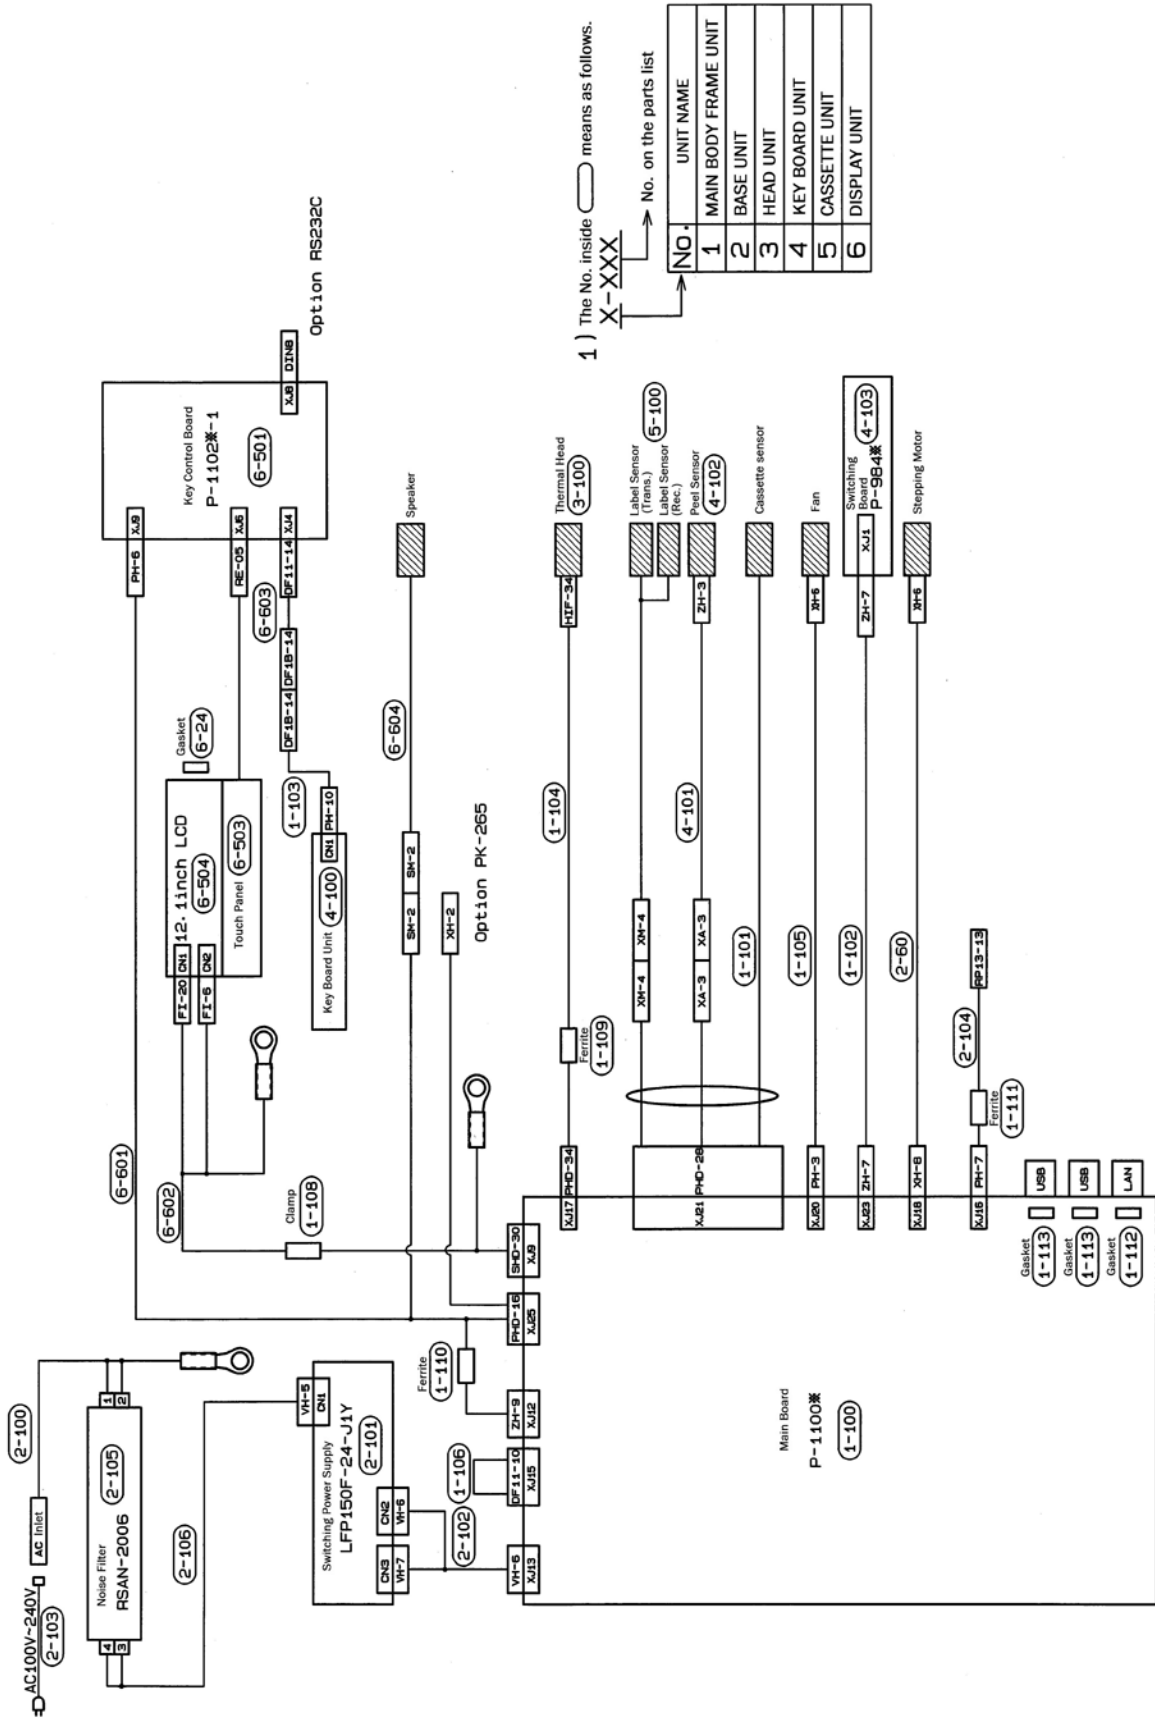 AC100V~240V
2-103
AC Inlet
2-100
Noise Filter
RSAN-2006
2-105
4
3
1
2
2-106
Switching Power Supply
LFP150F-24-J1Y
2-101
VH-5
CN1
CN3
VH-7
CN2
VH-6
2-102
1-106
Ferrite
1-110
6-601
6-602
Clamp
1-108
FI-20
CN1
FI-6
CN2
12.1inch LCD
6-504
Touch Panel
6-503
Gasket
6-24
Key Board Unit
4-100
CN1
PH-10
1-103
DF1B-14
DF1B-14
6-603
PH-6
XJ9
RE-05
XJ6
DF11-14
XJ4
Key Control Board
P-1102※-1
6-501
XJ8
DIN8
Option RS232C
SM-2
SM-2
6-604
Speaker
XH-2
Option PK-265
VH-6
XJ13
DF11-10
XJ15
ZH-9
XJ12
PHD-16
XJ25
SHD-30
XJ9
Main Board
P-1100※
1-100
XJ17
PHD-34
Ferrite
1-109
1-104
HIF-34
Thermal Head
3-100
XJ21
PHD-28
XM-4
XM-4
Label Sensor
(Trans.)
Label Sensor
(Rec.)
5-100
XA-3
XA-3
4-101
ZH-3
Peel Sensor
4-102
1-101
Cassette sensor
XJ20
PH-3
1-105
XH-6
Fan
XJ23
ZH-7
1-102
ZH-7
XJ1
Switching
Board
P-984※
4-103
XJ18
XH-8
2-60
XH-6
Stepping Motor
XJ16
PH-7
Ferrite
1-111
2-104
RP13-13
Gasket
1-113
USB
Gasket
1-113
USB
Gasket
1-112
LAN
1) The No. inside means as follows.
X-XXX
No. on the parts list
No. UNIT NAME
1 MAIN BODY FRAME UNIT
2 BASE UNIT
3 HEAD UNIT
4 KEY BOARD UNIT
5 CASSETTE UNIT
6 DISPLAY UNIT